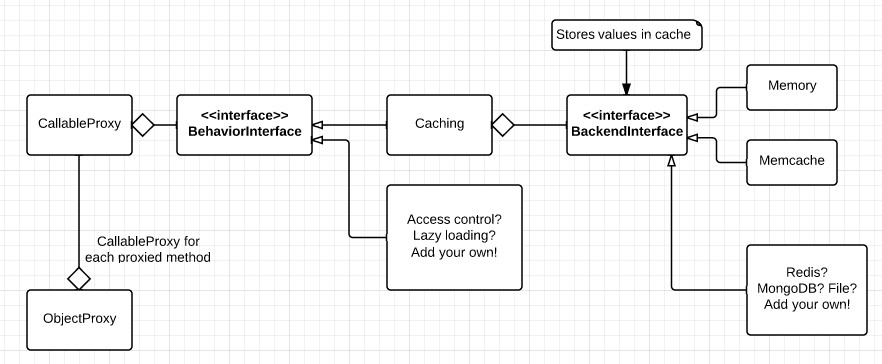 Stores values in cache
CallableProxy
<<interface>>
BehaviorInterface
Caching
<<interface>>
BackendInterface
Memory
Memcache
Access control?
Lazy loading?
Add your own!
CallableProxy for
each proxied method
ObjectProxy
Redis?
MongoDB? File?
Add your own!